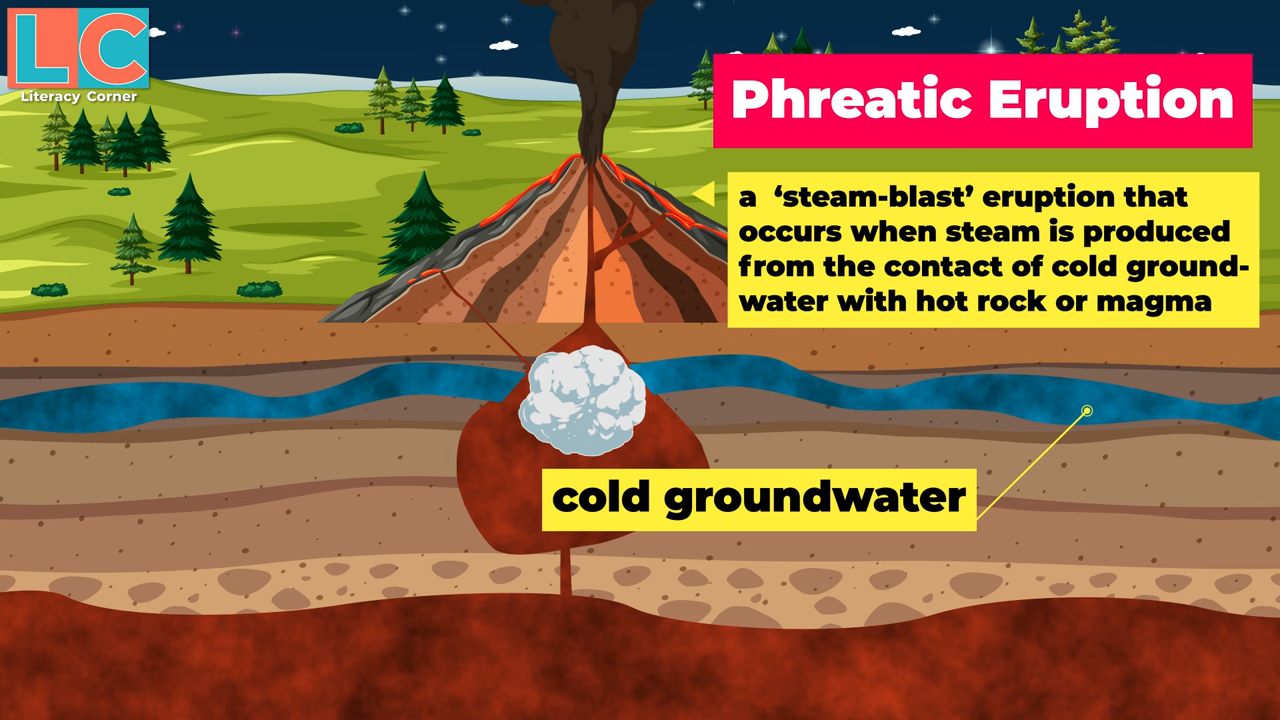 LC
Literacy Corner
Phreatic Eruption
a ‘steam-blast’ eruption that
occurs when steam is produced
from the contact of cold ground-
water with hot rock or magma
cold groundwater